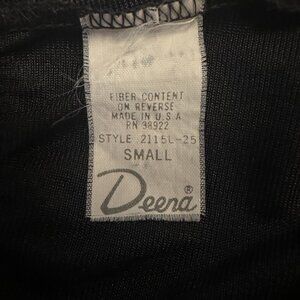 FIBER CONTENT
ON REVERSE
MADE IN U.S.A
RN 38922
STYLE 2115L-25
SMALL
Deena®